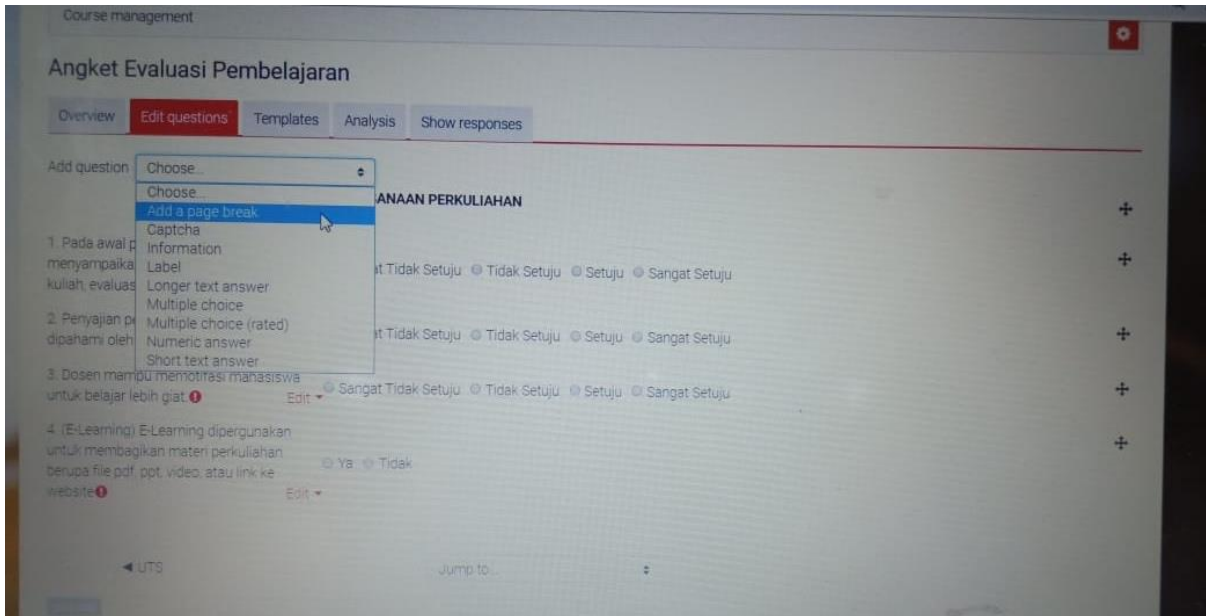 Course management
Angket Evaluasi Pembelajaran
Overview Edit questions Templates Analysis Show responses
Add question Choose...
Choose...
Add a page break
Captcha
Information
Label
Longer text answer
Multiple choice
Multiple choice (rated)
Numeric answer
Short text answer
ANAAN PERKULIAHAN
1. Pada awal
menyampaika
kuliah, evaluas
t Tidak Setuju Tidak Setuju Setuju Sangat Setuju
2. Penyajian
dipahami oleh
t Tidak Setuju Tidak Setuju Setuju Sangat Setuju
3. Dosen mampu memotifasi mahasiswa
untuk belajar lebih giat. Edit
Sangat Tidak Setuju Tidak Setuju Setuju Sangat Setuju
4. (E-Learning) E-Learning dipergunakan
untuk membagikan materi perkuliahan
berupa file pdf, ppt, video, atau link ke
website Edit
Ya Tidak
UTS Jump to...